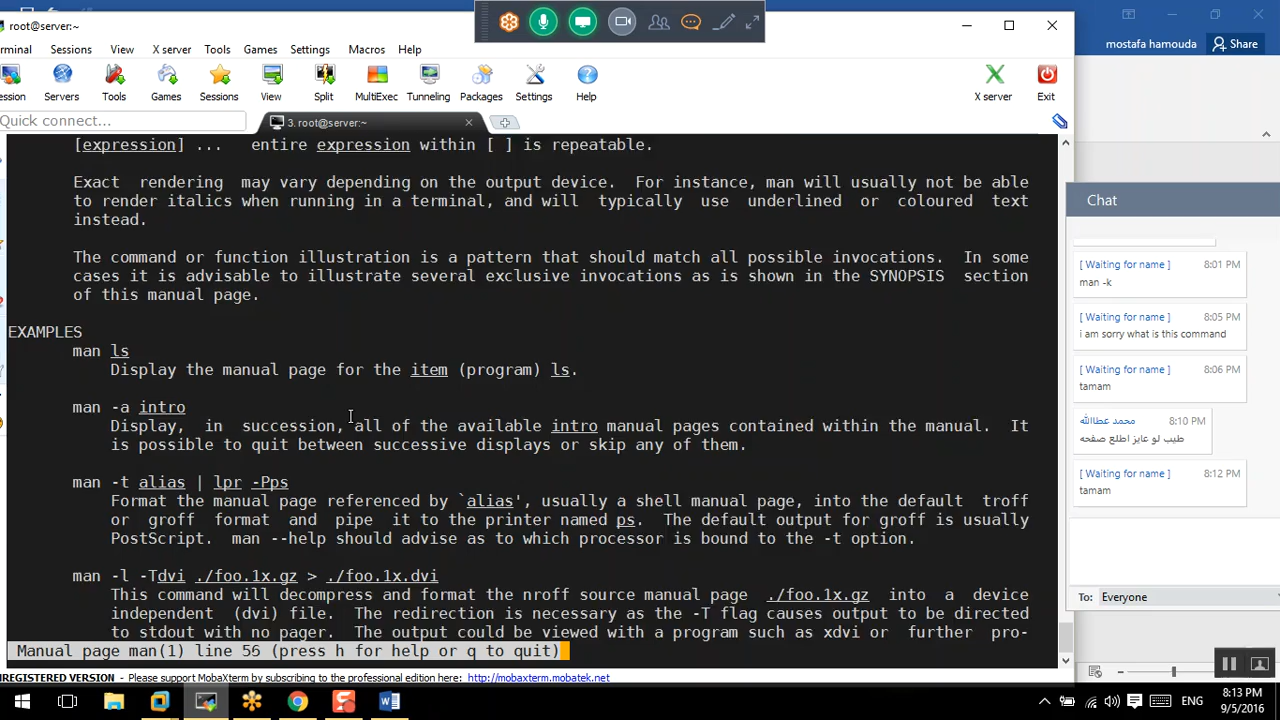 root@server:~
mostafa hamouda
Share
rminal Sessions View X server Tools Games Settings Macros Help
ession Servers Tools Games Sessions View Split MultiExec Tunneling Packages Settings Help X server Exit
Quick connect...
3. root@server:~
[expression] ... entire expression within [ ] is repeatable.
Exact rendering may vary depending on the output device. For instance, man will usually not be able
to render italics when running in a terminal, and will typically use underlined or coloured text
instead.
The command or function illustration is a pattern that should match all possible invocations. In some
cases it is advisable to illustrate several exclusive invocations as is shown in the SYNOPSIS section
of this manual page.
EXAMPLES
man ls
Display the manual page for the item (program) ls.
man -a intro
Display, in succession, all of the available intro manual pages contained within the manual. It
is possible to quit between successive displays or skip any of them.
man -t alias | lpr -Pps
Format the manual page referenced by `alias', usually a shell manual page, into the default troff
or groff format and pipe it to the printer named ps. The default output for groff is usually
PostScript. man --help should advise as to which processor is bound to the -t option.
man -l -Tdvi ./foo.1x.gz > ./foo.1x.dvi
This command will decompress and format the nroff source manual page ./foo.1x.gz into a device
independent (dvi) file. The redirection is necessary as the -T flag causes output to be directed
to stdout with no pager. The output could be viewed with a program such as xdvi or further pro-
Manual page man(1) line 56 (press h for help or q to quit)
REGISTERED VERSION - Please support MobaXterm by subscribing to the professional edition here: http://mobaxterm.mobatek.net
Chat
[ Waiting for name ] 8:01 PM
man -k
[ Waiting for name ] 8:05 PM
i am sorry what is this command
[ Waiting for name ] 8:06 PM
tamam
محمد عطاالله 8:10 PM
طيب لو عايز اطلع صفحه
[ Waiting for name ] 8:12 PM
tamam
To: Everyone
ENG
8:13 PM
9/5/2016